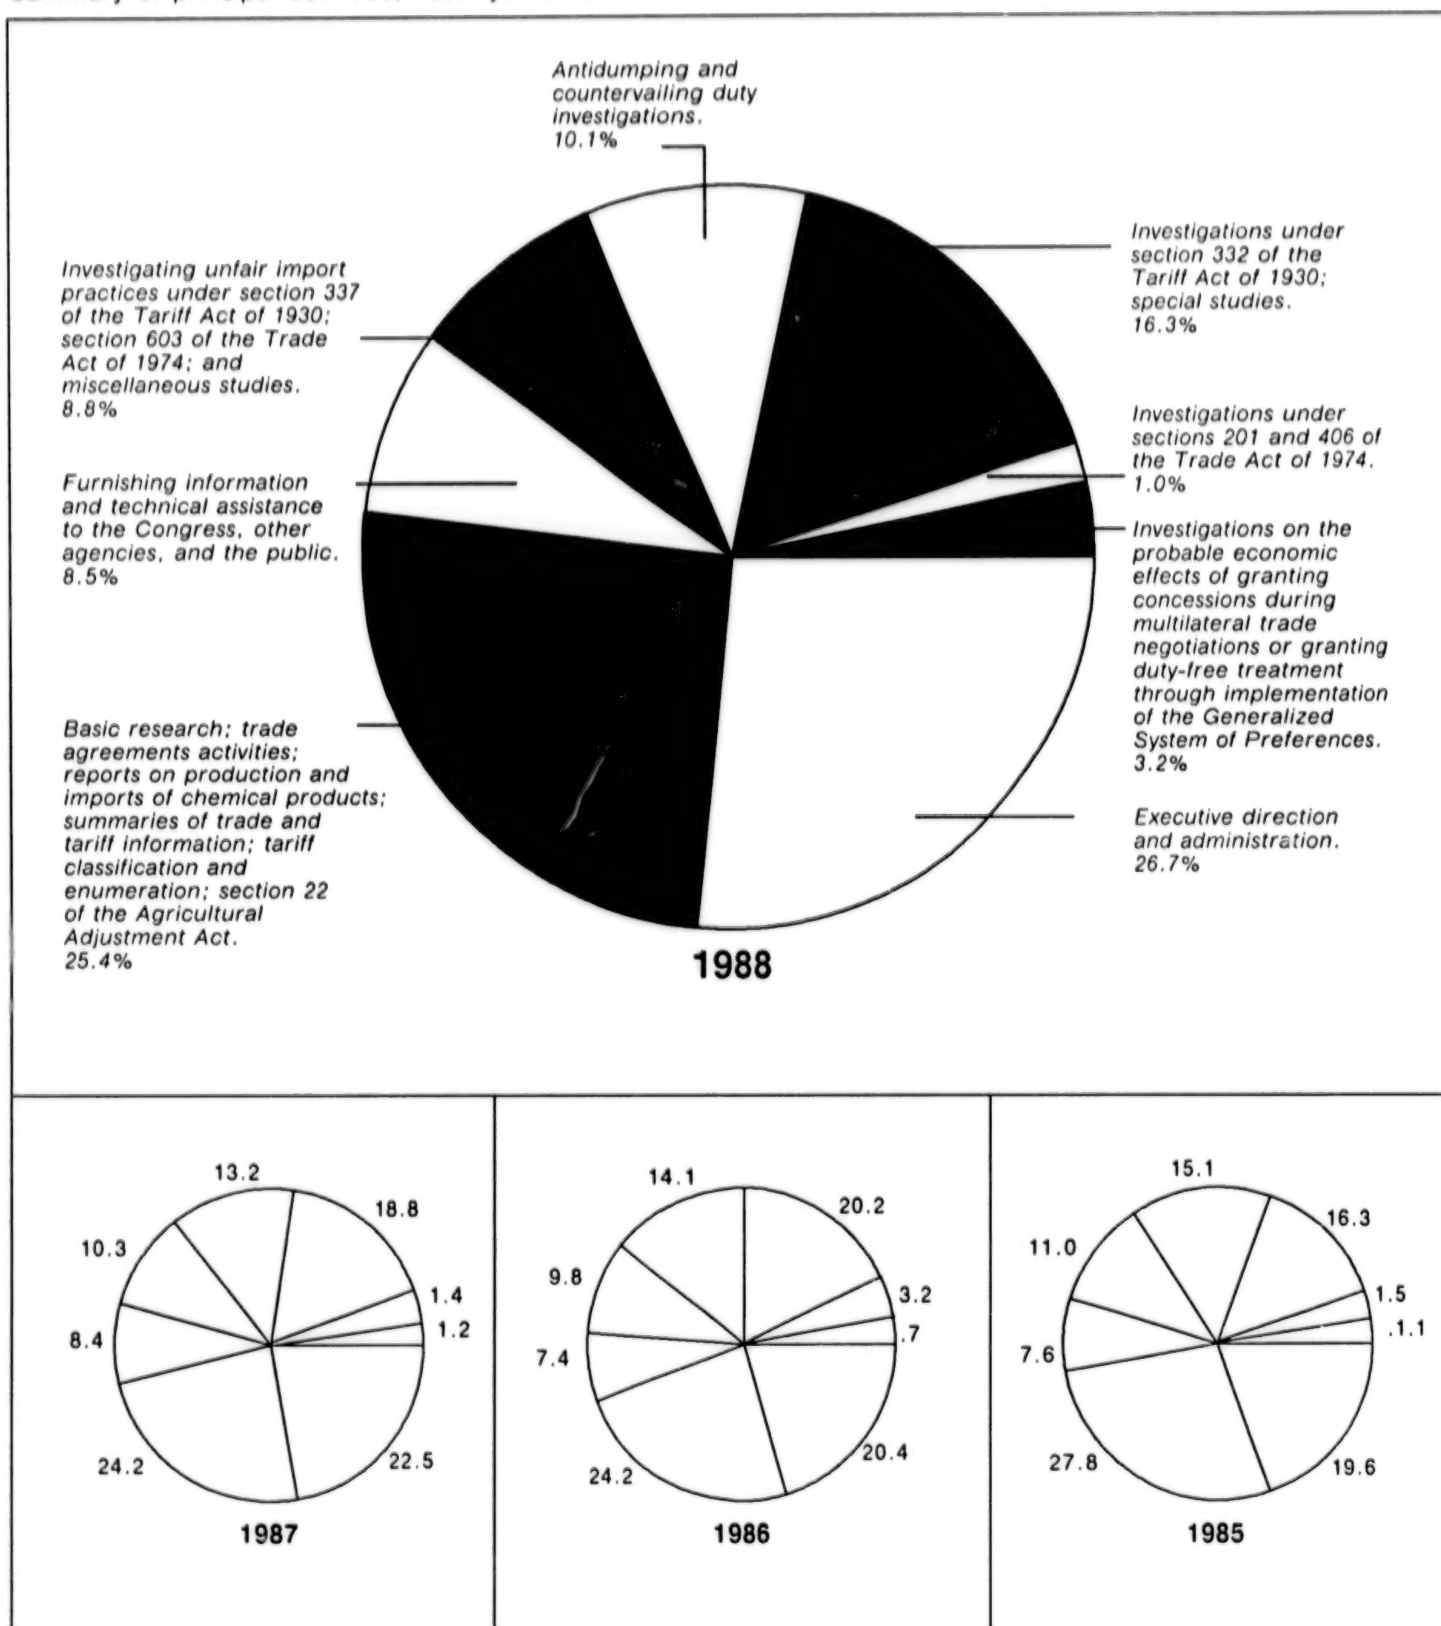 Antidumping and
countervailing duty
investigations.
10.1%
Investigations under
section 332 of the
Tariff Act of 1930;
special studies.
16.3%
Investigating unfair import
practices under section 337
of the Tariff Act of 1930;
section 603 of the Trade
Act of 1974; and
miscellaneous studies.
8.8%
Investigations under
sections 201 and 406 of
the Trade Act of 1974.
1.0%
Furnishing information
and technical assistance
to the Congress, other
agencies, and the public.
8.5%
Investigations on the
probable economic
effects of granting
concessions during
multilateral trade
negotiations or granting
duty-free treatment
through implementation
of the Generalized
System of Preferences.
3.2%
Basic research; trade
agreements activities;
reports on production and
imports of chemical products;
summaries of trade and
tariff information; tariff
classification and
enumeration; section 22
of the Agricultural
Adjustment Act.
25.4%
Executive direction
and administration.
26.7%
1988
13.2
18.8
10.3
1.4
1.2
8.4
24.2
22.5
1987
14.1
20.2
9.8
3.2
.7
7.4
24.2
20.4
1986
15.1
16.3
11.0
1.5
.1.1
7.6
27.8
19.6
1985